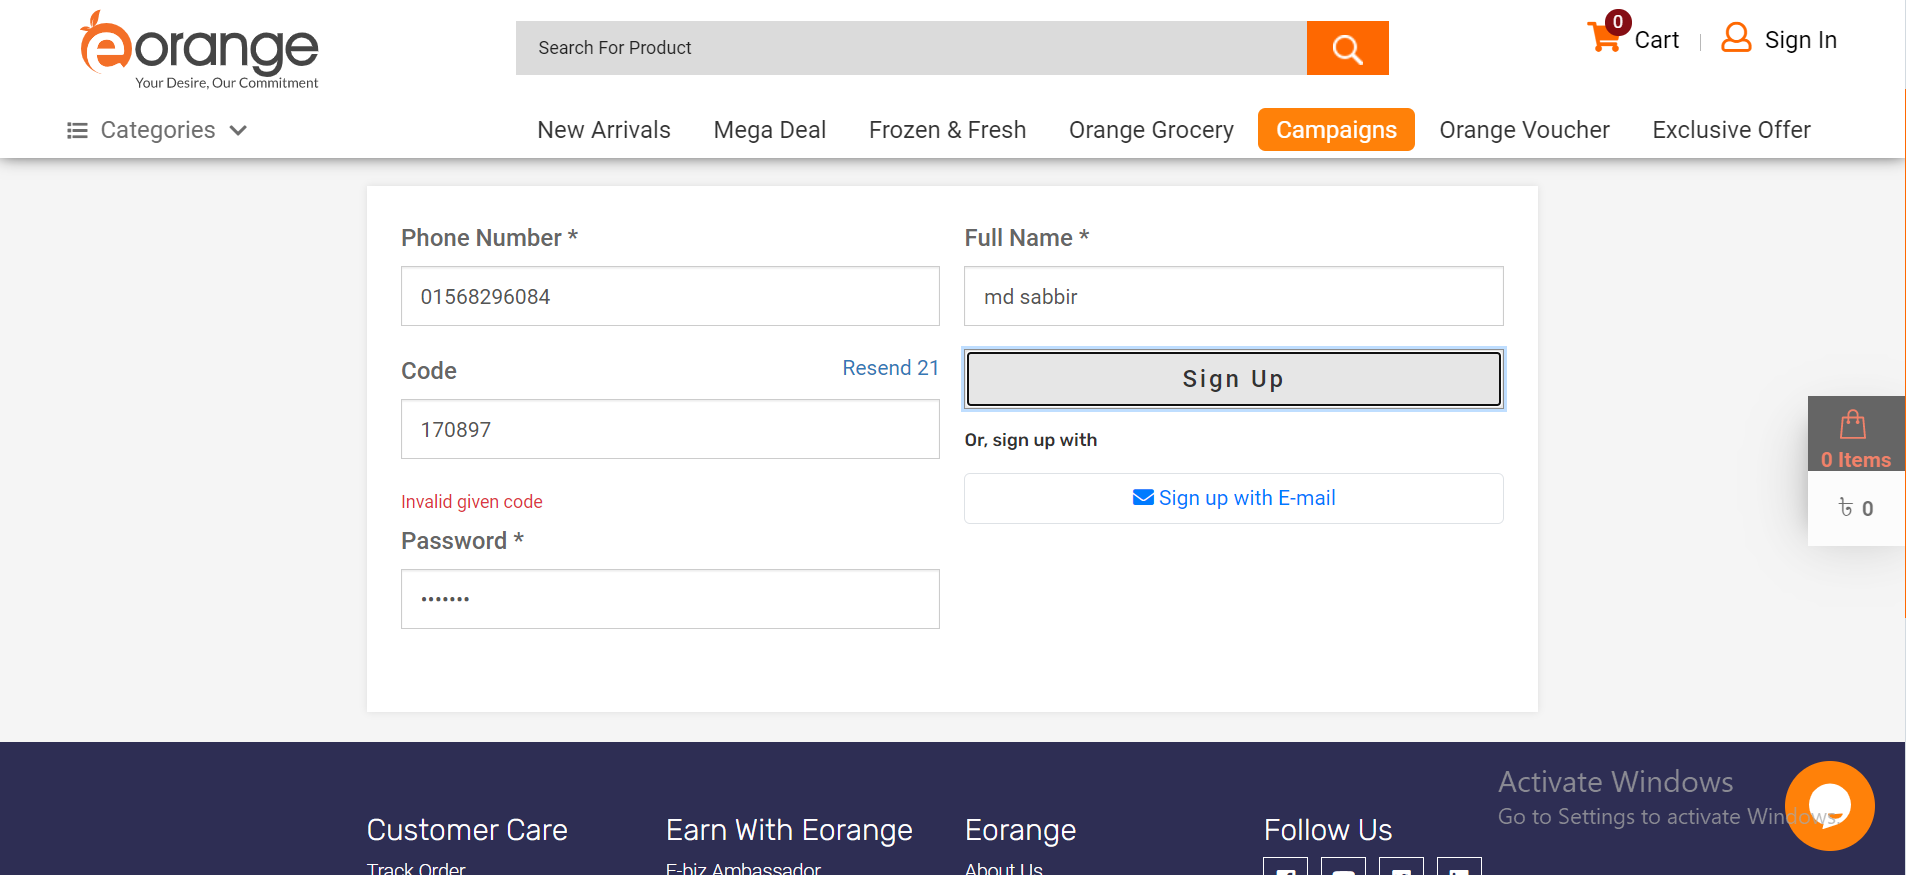 eorange
Your Desire, Our Commitment
Search For Product
0
Cart
Sign In
Categories
New Arrivals
Mega Deal
Frozen & Fresh
Orange Grocery
Campaigns
Orange Voucher
Exclusive Offer
Phone Number *
01568296084
Full Name *
md sabbir
Code
Resend 21
170897
Invalid given code
Password *
•••••••
Sign Up
Or, sign up with
Sign up with E-mail
0 Items
৳ 0
Activate Windows
Go to Settings to activate Windows.
Customer Care
Track Order
Earn With Eorange
E-biz Ambassador
Eorange
About Us
Follow Us